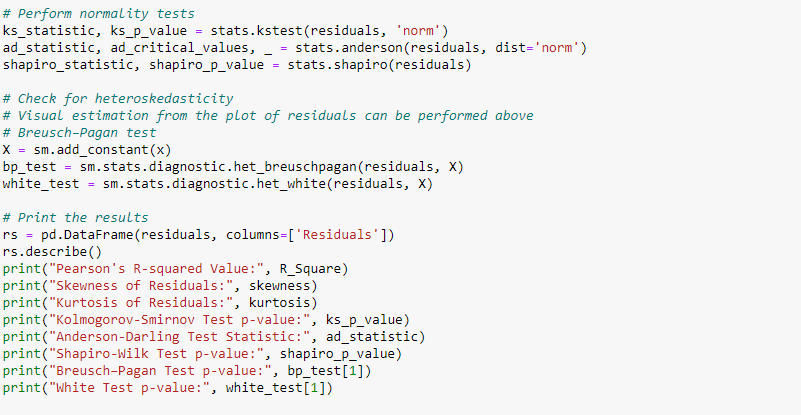 # Perform normality tests
ks_statistic, ks_p_value = stats.kstest(residuals, 'norm')
ad_statistic, ad_critical_values, _ = stats.anderson(residuals, dist='norm')
shapiro_statistic, shapiro_p_value = stats.shapiro(residuals)
# Check for heteroskedasticity
# Visual estimation from the plot of residuals can be performed above
# Breusch–Pagan test
X = sm.add_constant(x)
bp_test = sm.stats.diagnostic.het_breuschpagan(residuals, X)
white_test = sm.stats.diagnostic.het_white(residuals, X)
# Print the results
rs = pd.DataFrame(residuals, columns=['Residuals'])
rs.describe()
print("Pearson's R-squared Value:", R_Square)
print("Skewness of Residuals:", skewness)
print("Kurtosis of Residuals:", kurtosis)
print("Kolmogorov-Smirnov Test p-value:", ks_p_value)
print("Anderson-Darling Test Statistic:", ad_statistic)
print("Shapiro-Wilk Test p-value:", shapiro_p_value)
print("Breusch–Pagan Test p-value:", bp_test[1])
print("White Test p-value:", white_test[1])